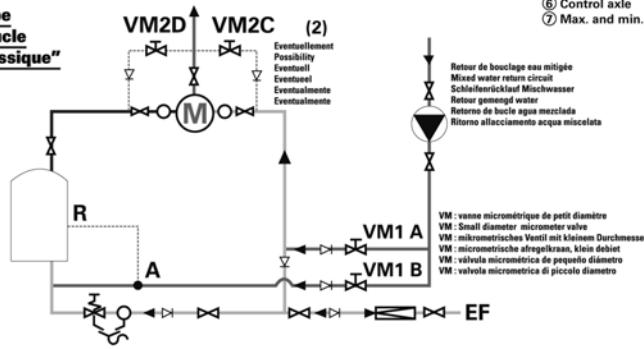 ucle
ssique"
VM2D
VM2C
(2)
Eventuellement
Possibility
Eventuell
Eventueel
Eventualmente
Eventualmente
⑥ Control axle
⑦ Max. and min.
M
Retour de bouclage eau mitigée
Mixed water return circuit
Schleifenrücklauf Mischwasser
Retour gemengd water
Retorno de bucle agua mezclada
Ritorno allacciamento acqua miscelata
R
A
VM1 A
VM1 B
VM : vanne micrométrique de petit diamètre
VM : Small diameter micrometer valve
VM : mikrometrisches Ventil mit kleinem Durchmesse
VM : micrometrische afregelkraan, klein debiet
VM : válvula micrométrica de pequeño diámetro
VM : valvola micrometrica di piccolo diametro
EF